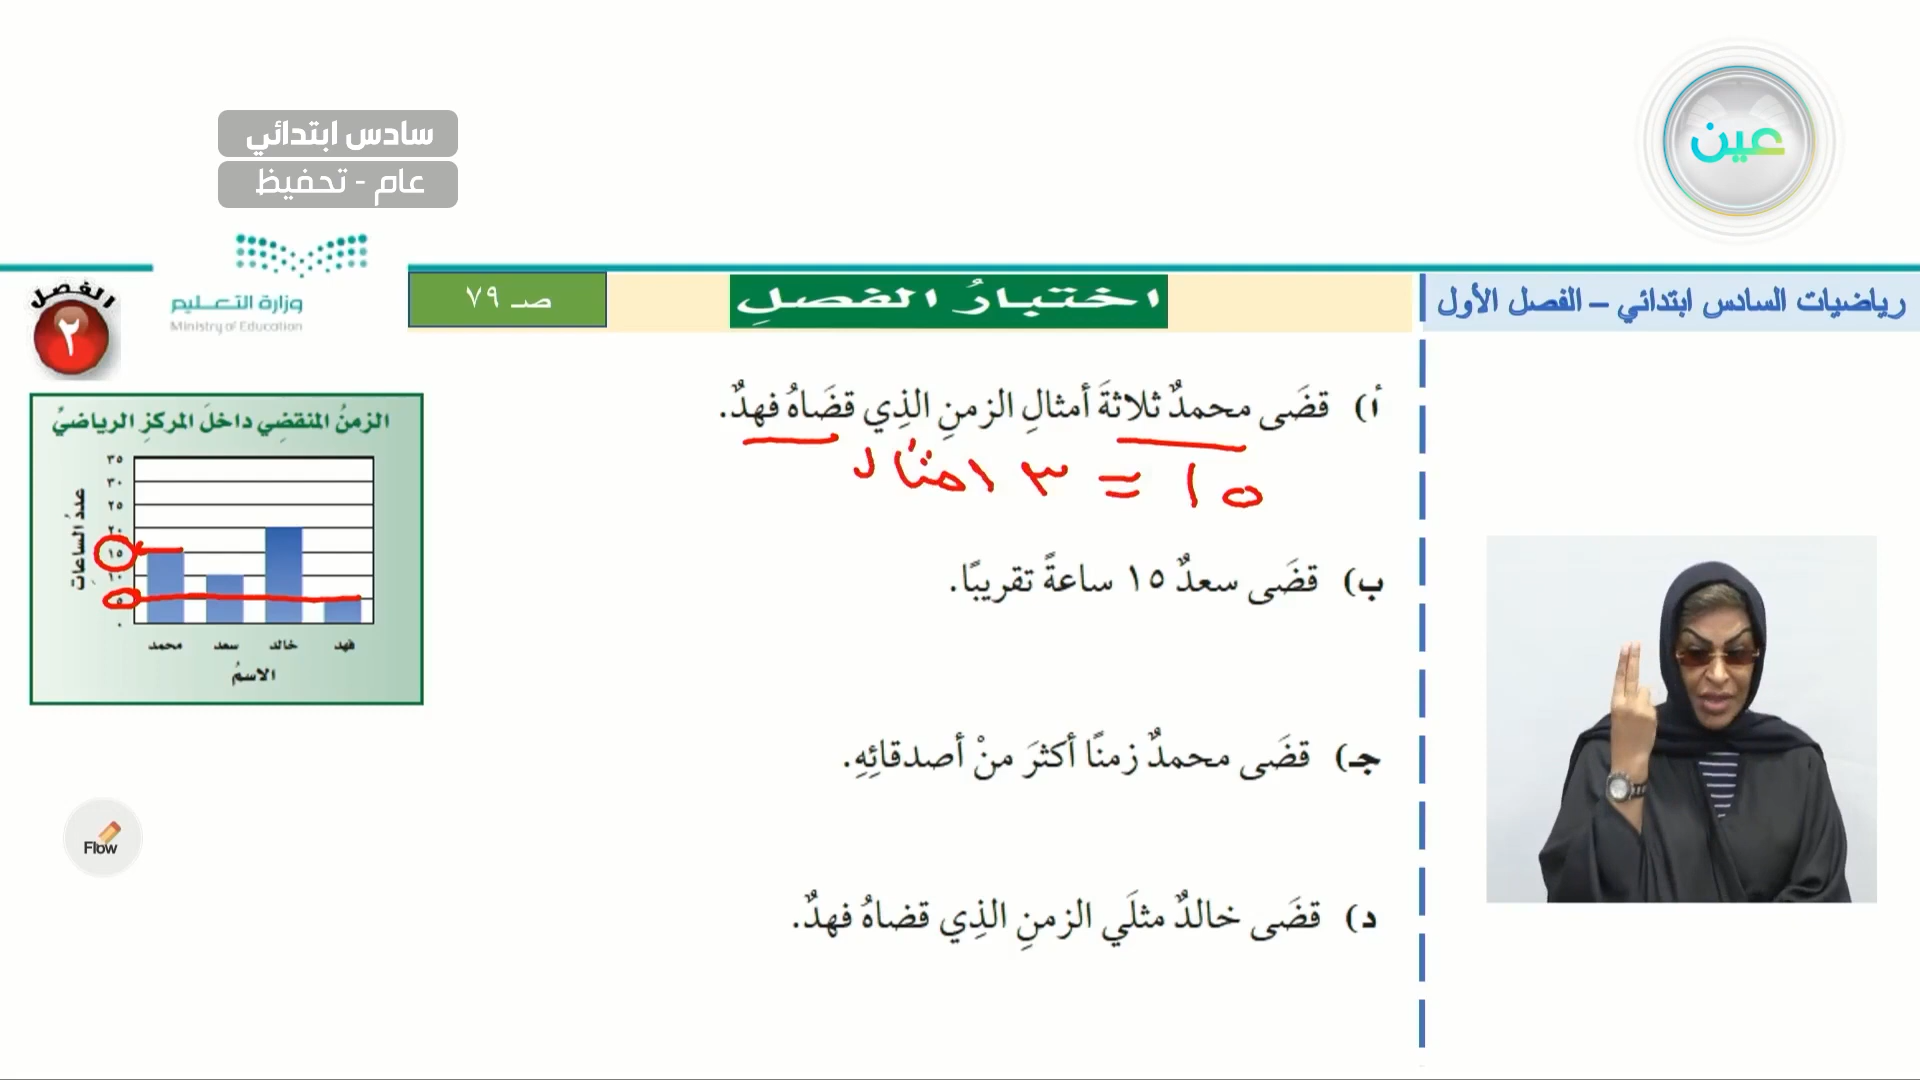 سادس ابتدائي
عام - تحفيظ
عين
وزارة التعليم
Ministry of Education
الفصل
٢
صـ ٧٩
اختبارُ الفصلِ
رياضيات السادس ابتدائي – الفصل الأول
أ) قضَى محمدٌ ثلاثةَ أمثالِ الزمنِ الذِي قضَاهُ فهدٌ.
١٥ = ٣ امثال
ب) قضَى سعدٌ ١٥ ساعةً تقريبًا.
جـ) قضَى محمدٌ زمنًا أكثرَ منْ أصدقائِهِ.
د) قضَى خالدٌ مثلَي الزمنِ الذِي قضاهُ فهدٌ.
الزمنُ المنقضِي داخلَ المركزِ الرياضيِّ
عددُ الساعاتِ
٣٥
٣٠
٢٥
٢٠
١٥
١٠
٥
٠
محمد سعد خالد فهد
الاسمُ
Flow